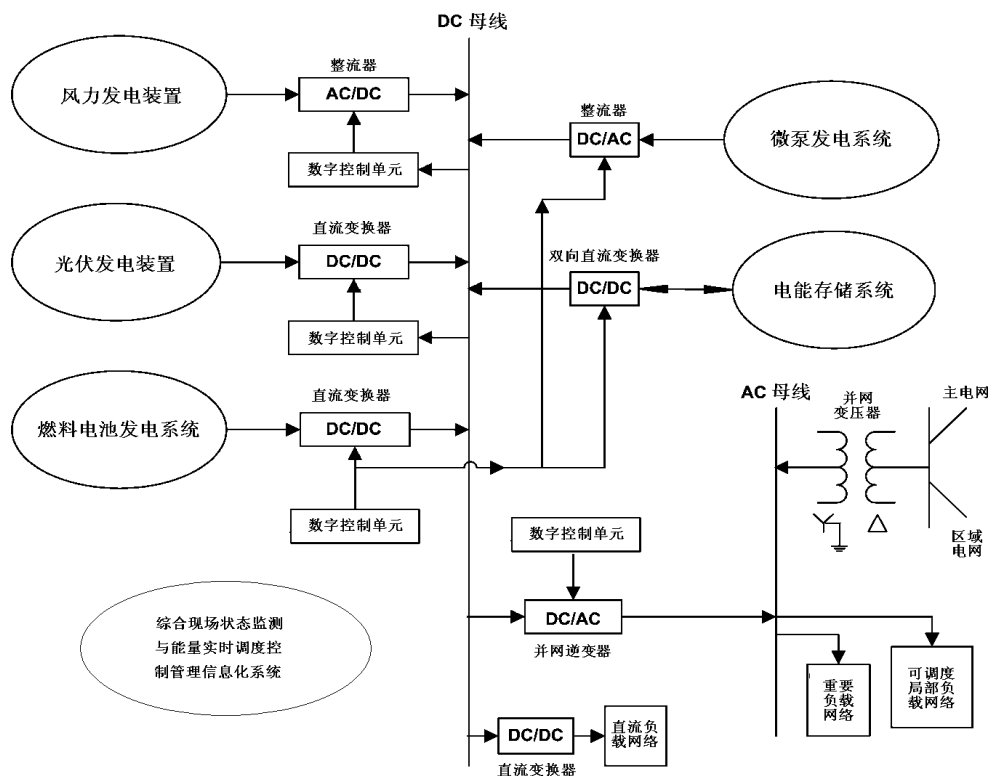 DC 母线
风力发电装置
整流器
AC/DC
数字控制单元
整流器
DC/AC
微泵发电系统
光伏发电装置
直流变换器
DC/DC
数字控制单元
双向直流变换器
DC/DC
电能存储系统
燃料电池发电系统
直流变换器
DC/DC
数字控制单元
AC 母线
并网
变压器
主电网
区域
电网
数字控制单元
DC/AC
并网逆变器
综合现场状态监测
与能量实时调度控
制管理信息化系统
重要
负载
网络
可调度
局部负
载网络
DC/DC
直流变换器
直流负
载网络